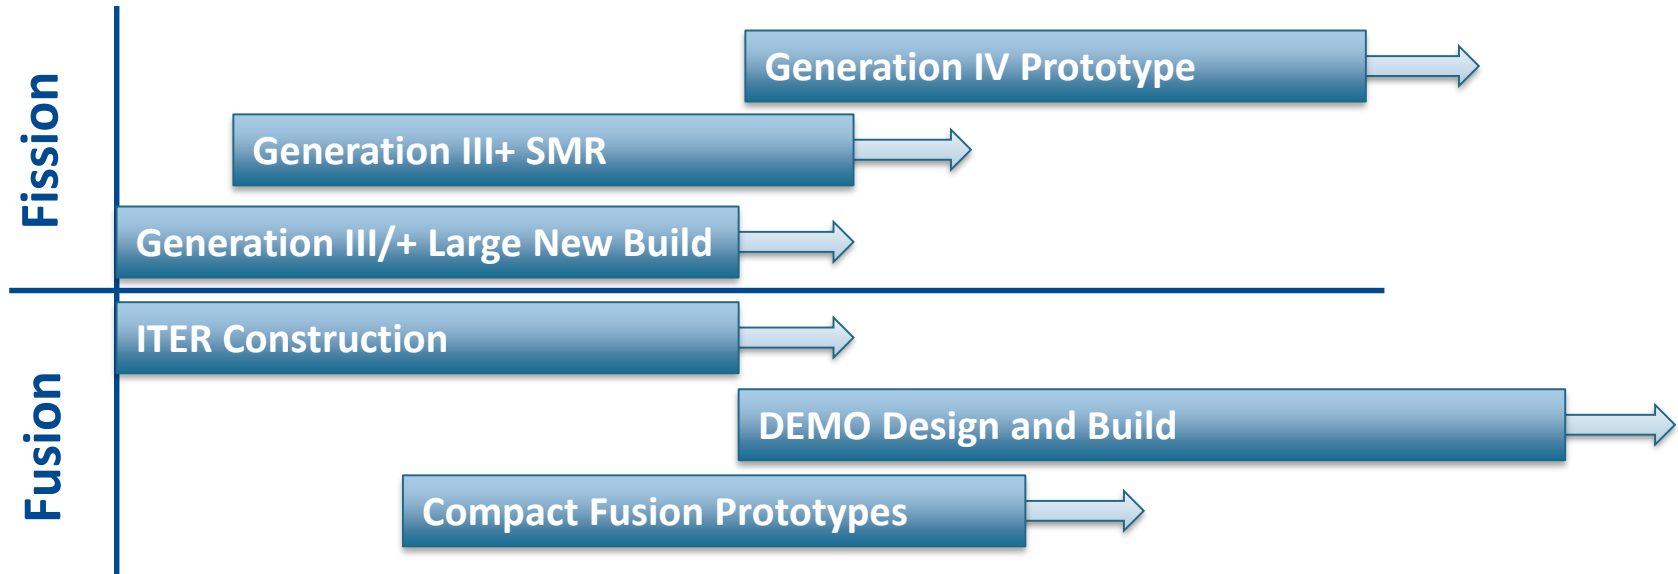 Fission
Generation IV Prototype
Generation III+ SMR
Generation III/+ Large New Build
Fusion
ITER Construction
DEMO Design and Build
Compact Fusion Prototypes